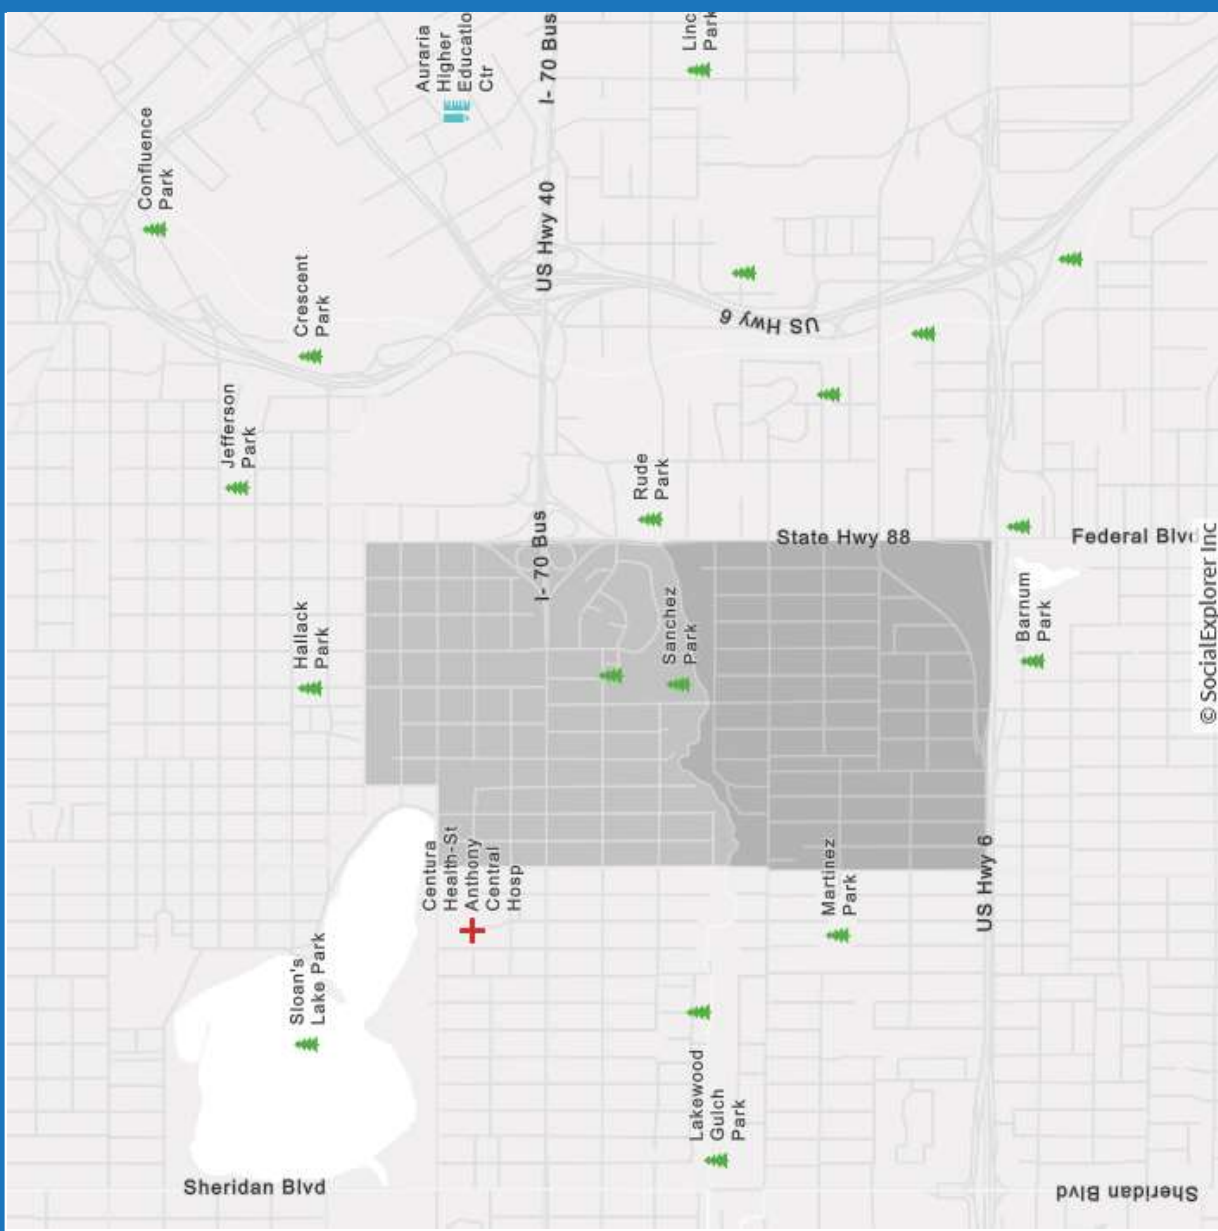 Auraria
Higher
Educatio
Ctr
I- 70 Bus
Linc
Park
Confluence
Park
US Hwy 40
Crescent
Park
US Hwy 6
Jefferson
Park
Rude
Park
State Hwy 88
Federal Blvd
I- 70 Bus
Hallack
Park
Sanchez
Park
Barnum
Park
© SocialExplorer Inc
Centura
Health-St
Anthony
Central
Hosp
Martinez
Park
US Hwy 6
Sloan's
Lake Park
Lakewood
Gulch
Park
Sheridan Blvd
Sheridan Blvd